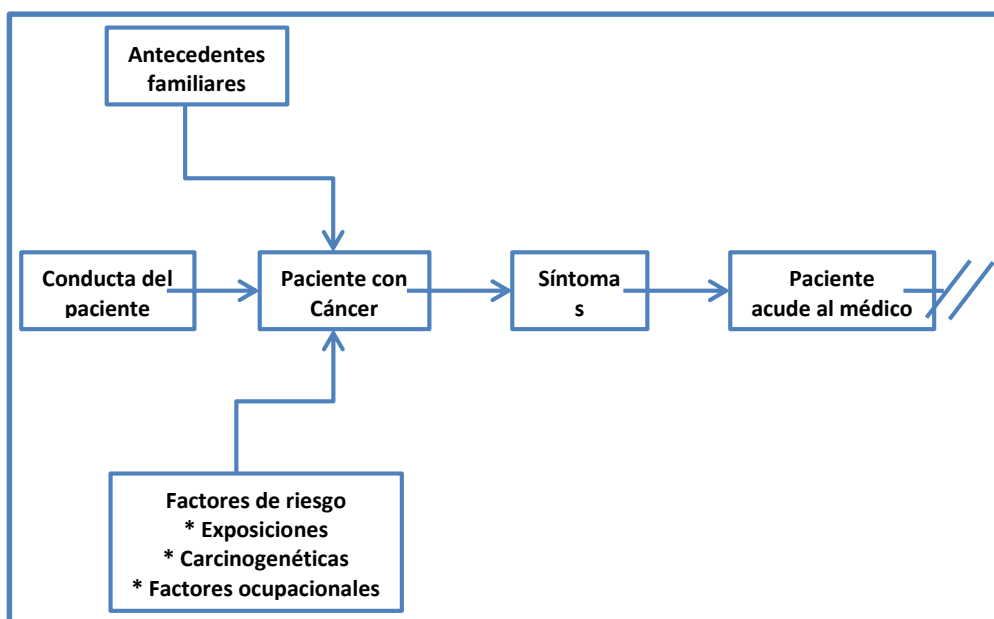 Antecedentes
familiares
Conducta del
paciente
Paciente con
Cáncer
Síntoma
s
Paciente
acude al médico
Factores de riesgo
* Exposiciones
* Carcinogenéticas
* Factores ocupacionales